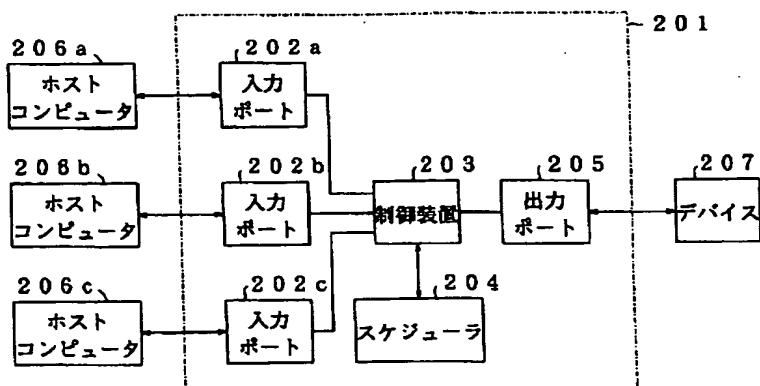 201
206a
202a
ホスト
コンピュータ
入力
ポート
206b
202b
203
205
207
ホスト
コンピュータ
入力
ポート
制御装置
出力
ポート
デバイス
206c
202c
204
ホスト
コンピュータ
入力
ポート
スケジューラ